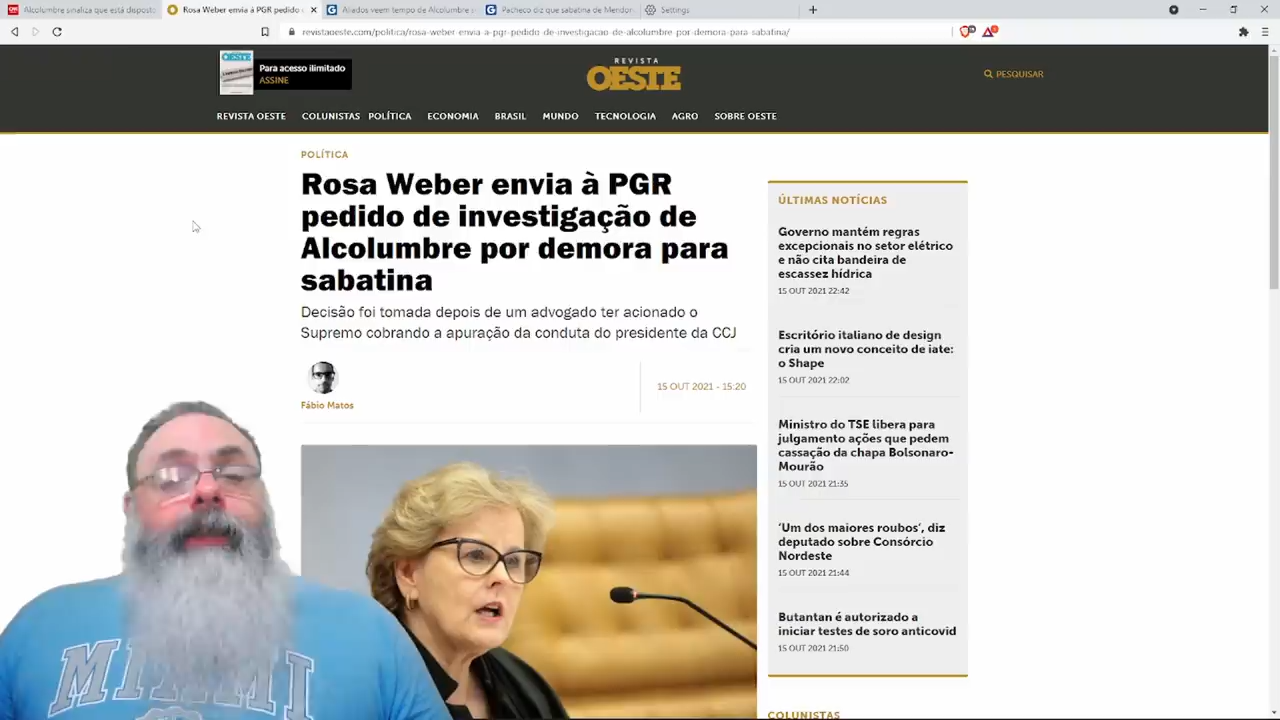 Alcolumbre sinaliza que está disposto
Rosa Weber envia à PGR pedido
Aliados veem tempo de Alcolumbre
Pacheco diz que sabatina de Mendon
Settings
revistaoeste.com/politica/rosa-weber-envia-a-pgr-pedido-de-investigacao-de-alcolumbre-por-demora-para-sabatina/
OESTE
Para acesso ilimitado
ASSINE
REVISTA
OESTE
PESQUISAR
REVISTA OESTE COLUNISTAS POLÍTICA ECONOMIA BRASIL MUNDO TECNOLOGIA AGRO SOBRE OESTE
POLÍTICA
Rosa Weber envia à PGR
pedido de investigação de
Alcolumbre por demora para
sabatina
Decisão foi tomada depois de um advogado ter acionado o
Supremo cobrando a apuração da conduta do presidente da CCJ
Fábio Matos
15 OUT 2021 - 15:20
ÚLTIMAS NOTÍCIAS
Governo mantém regras
excepcionais no setor elétrico
e não cita bandeira de
escassez hídrica
15 OUT 2021 22:42
Escritório italiano de design
cria um novo conceito de iate:
o Shape
15 OUT 2021 22:02
Ministro do TSE libera para
julgamento ações que pedem
cassação da chapa Bolsonaro-
Mourão
15 OUT 2021 21:35
'Um dos maiores roubos', diz
deputado sobre Consórcio
Nordeste
15 OUT 2021 21:44
Butantan é autorizado a
iniciar testes de soro anticovid
15 OUT 2021 21:50
COLUNISTAS
MIAMI